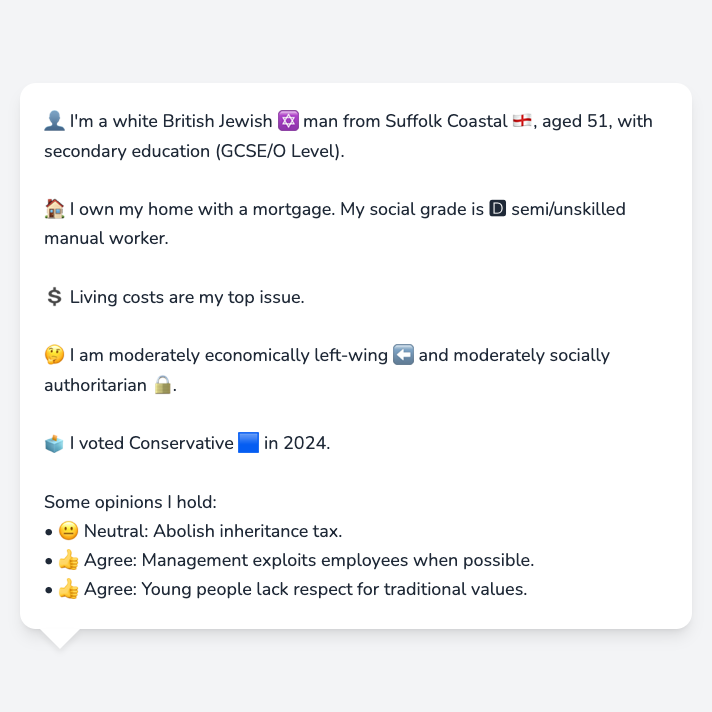 👤 I'm a white British Jewish ✡️ man from Suffolk Coastal 🏴󠁧󠁢󠁥󠁮󠁧󠁿, aged 51, with
secondary education (GCSE/O Level).
🏠 I own my home with a mortgage. My social grade is 🅳 semi/unskilled
manual worker.
💲 Living costs are my top issue.
🤔 I am moderately economically left-wing ⬅️ and moderately socially
authoritarian 🔒.
🗳️ I voted Conservative 🟦 in 2024.
Some opinions I hold:
• 😐 Neutral: Abolish inheritance tax.
• 👍 Agree: Management exploits employees when possible.
• 👍 Agree: Young people lack respect for traditional values.